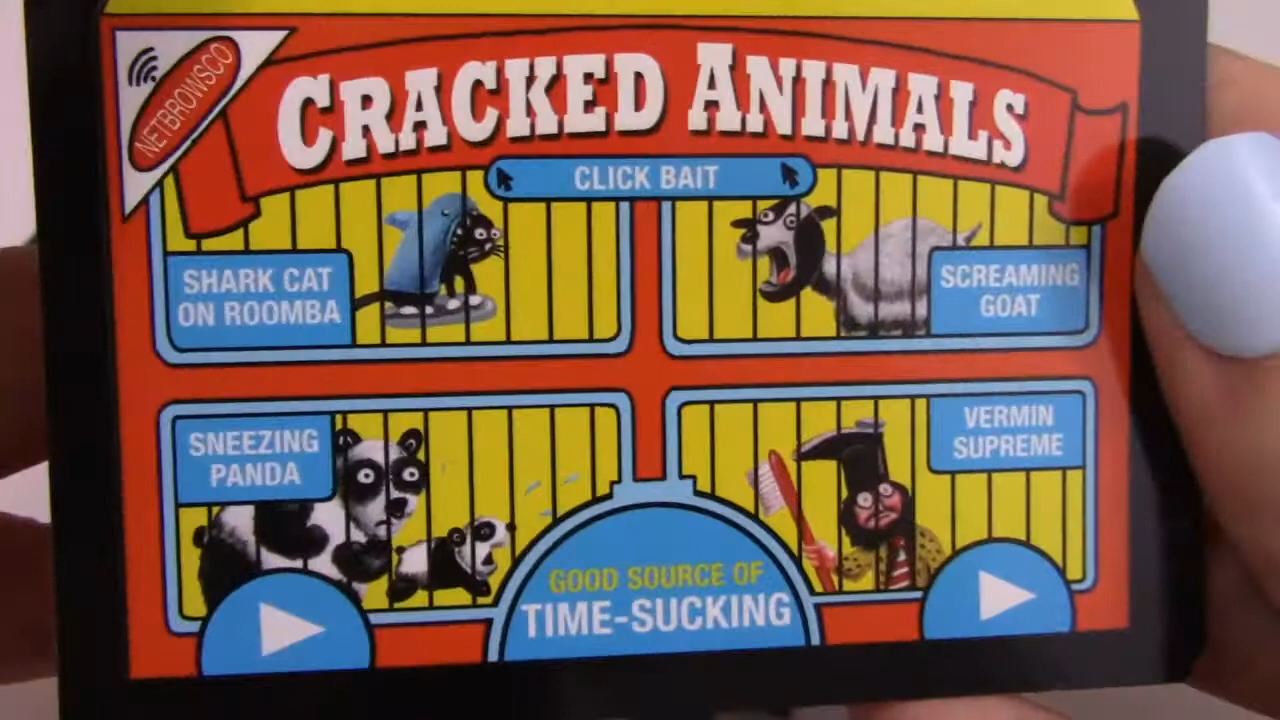 NETBROWSCO
CRACKED ANIMALS
CLICK BAIT
SHARK CAT
ON ROOMBA
SCREAMING
GOAT
SNEEZING
PANDA
VERMIN
SUPREME
GOOD SOURCE OF
TIME-SUCKING